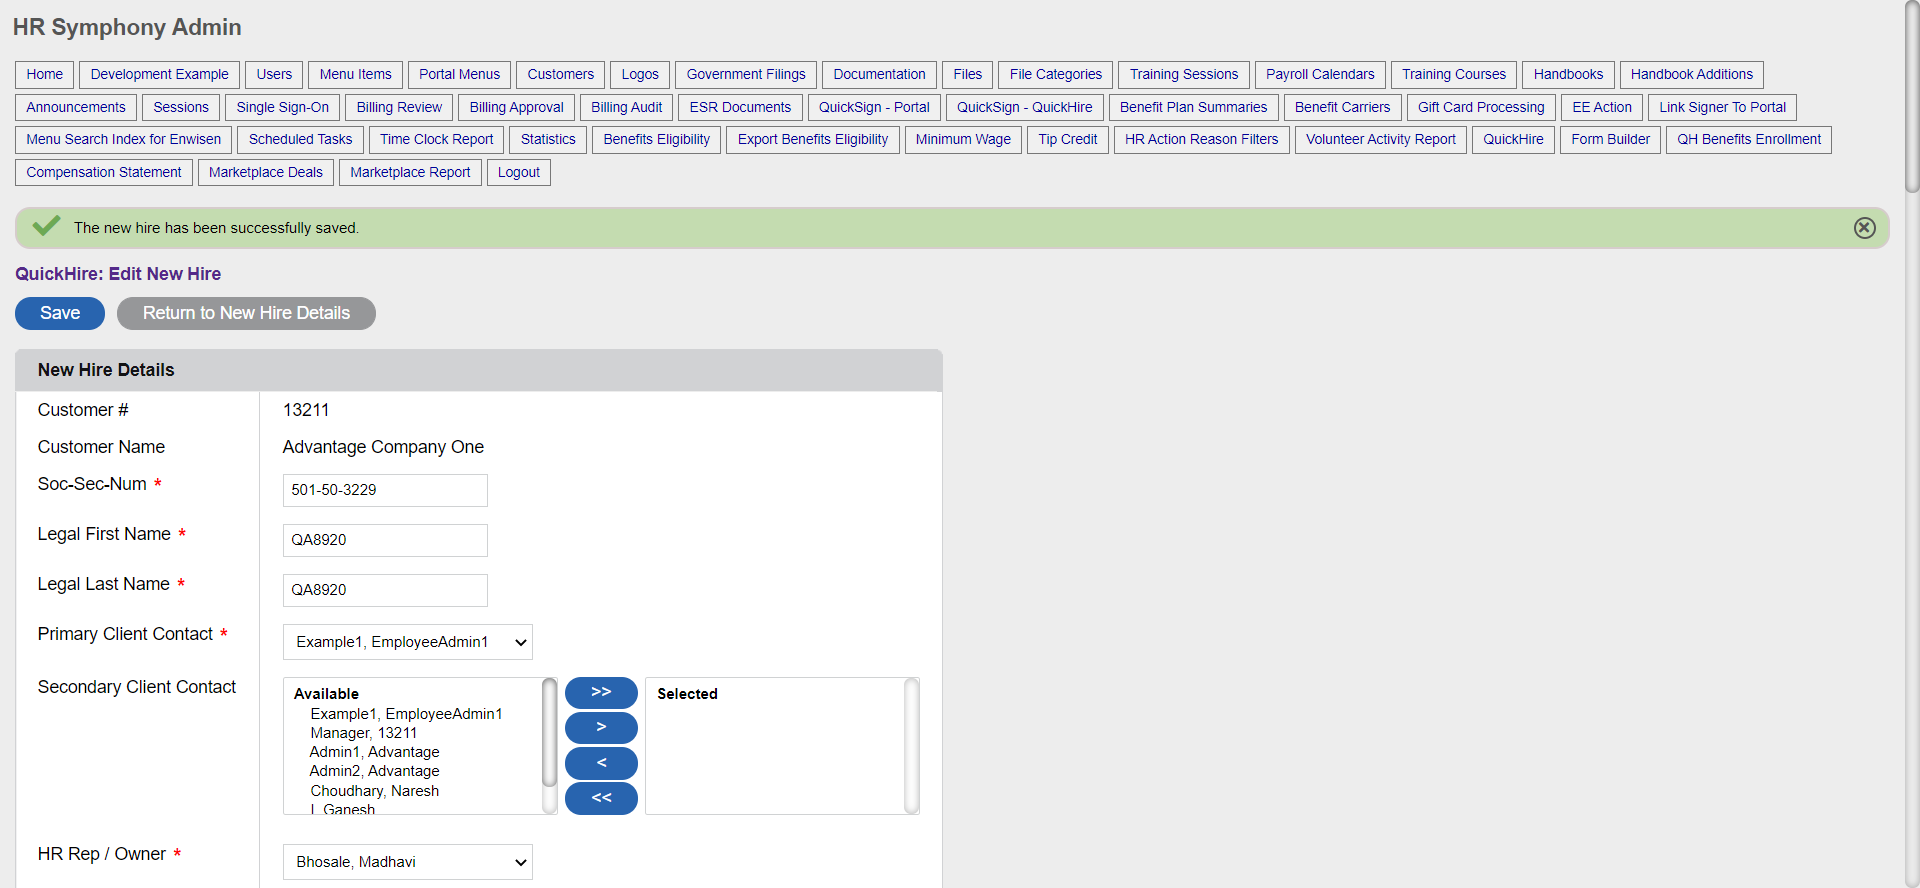 HR Symphony Admin
Home Development Example Users Menu Items Portal Menus Customers Logos Government Filings Documentation Files File Categories Training Sessions Payroll Calendars Training Courses Handbooks Handbook Additions
Announcements Sessions Single Sign-On Billing Review Billing Approval Billing Audit ESR Documents QuickSign - Portal QuickSign - QuickHire Benefit Plan Summaries Benefit Carriers Gift Card Processing EE Action Link Signer To Portal
Menu Search Index for Enwisen Scheduled Tasks Time Clock Report Statistics Benefits Eligibility Export Benefits Eligibility Minimum Wage Tip Credit HR Action Reason Filters Volunteer Activity Report QuickHire Form Builder QH Benefits Enrollment
Compensation Statement Marketplace Deals Marketplace Report Logout
The new hire has been successfully saved.
QuickHire: Edit New Hire
Save Return to New Hire Details
New Hire Details
Customer # 13211
Customer Name Advantage Company One
Soc-Sec-Num * 501-50-3229
Legal First Name * QA8920
Legal Last Name * QA8920
Primary Client Contact * Example1, EmployeeAdmin1
Secondary Client Contact Available >> Selected
Example1, EmployeeAdmin1
Manager, 13211 >
Admin1, Advantage
Admin2, Advantage <
Choudhary, Naresh <<
Ganesh
HR Rep / Owner * Bhosale, Madhavi